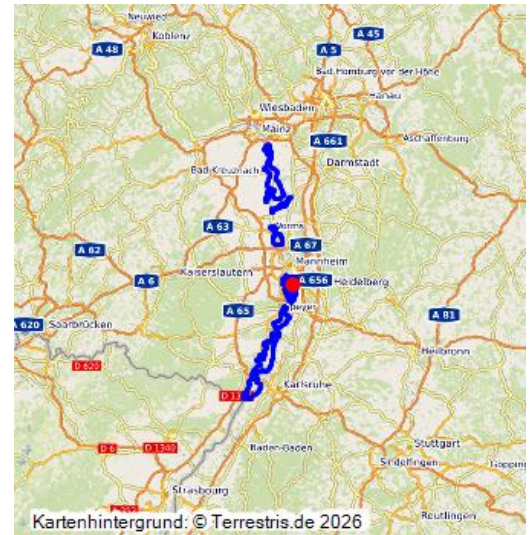 Neuwied
Koblenz
A 48
A 45
A 5
Bad Homburg vor der Höhe
Hanau
Wiesbaden
Mainz
Aschaffenburg
A 661
Bad Kreuznach
Darmstadt
A 63
Worms
A 67
A 62
Mannheim
Kaiserslautern
A 6
A 656
Heidelberg
A 65
A 81
A 620
Saarbrücken
Heilbronn
D 620
Karlsruhe
D 6
D 1340
Baden-Baden
Stuttgart
Sindelfingen
Strasbourg
Reutlingen
Kartenhintergrund: © Terrestris.de 2026